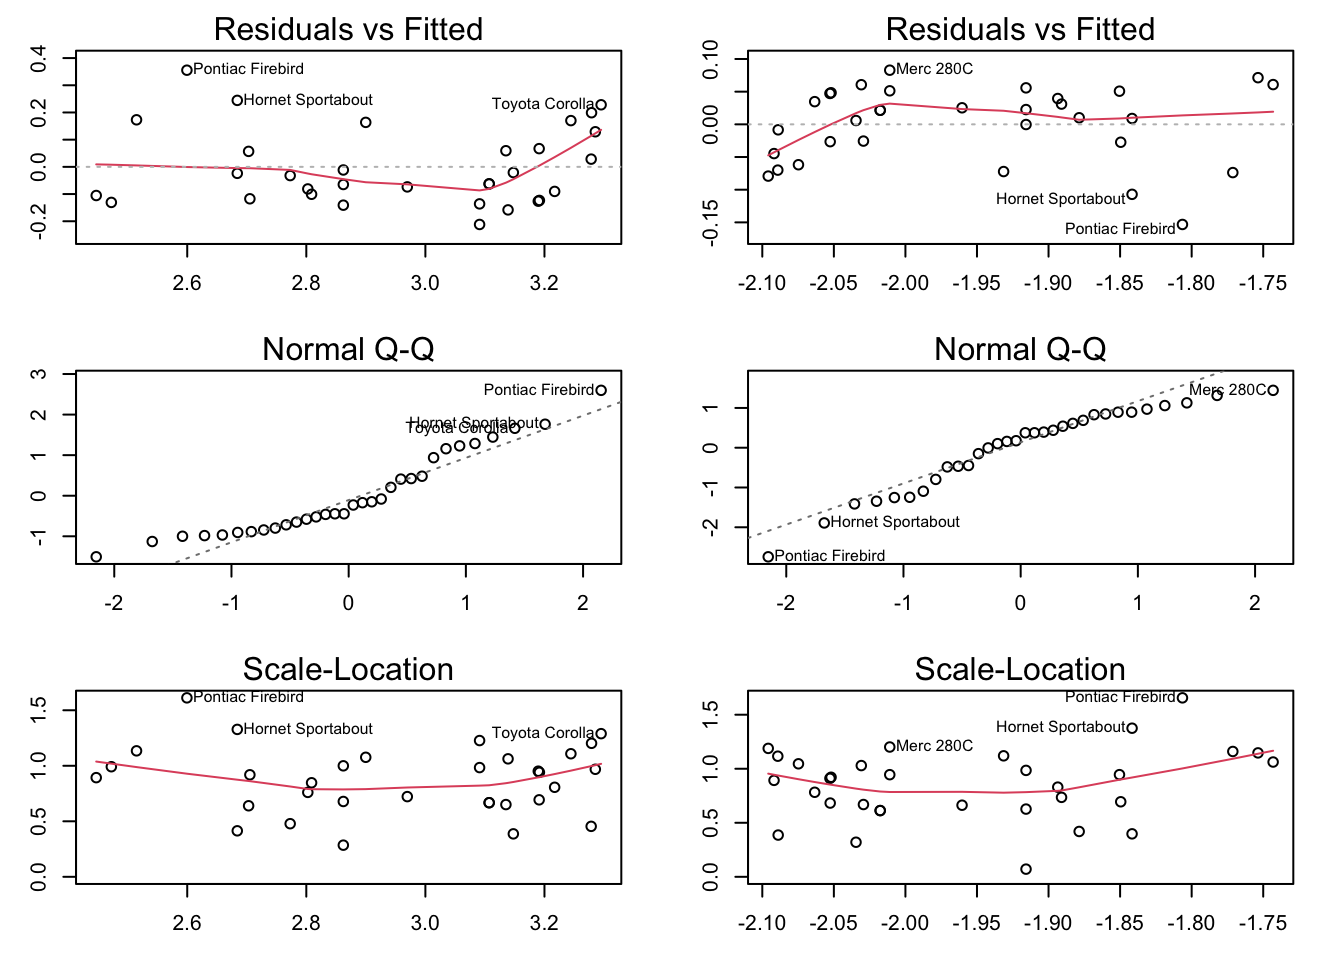 Residuals vs Fitted
0.4
0.2
0.0
-0.2
Pontiac Firebird
Hornet Sportabout
Toyota Corolla
2.6 2.8 3.0 3.2
Residuals vs Fitted
0.10
0.00
-0.15
Merc 280C
Hornet Sportabout
Pontiac Firebird
-2.10 -2.05 -2.00 -1.95 -1.90 -1.85 -1.80 -1.75
Normal Q-Q
3
2
1
0
-1
Pontiac Firebird
Hornet Sportabout
Toyota Corolla
-2 -1 0 1 2
Normal Q-Q
1
0
-1
-2
Merc 280C
Hornet Sportabout
Pontiac Firebird
-2 -1 0 1 2
Scale-Location
1.5
1.0
0.5
0.0
Pontiac Firebird
Hornet Sportabout
Toyota Corolla
2.6 2.8 3.0 3.2
Scale-Location
1.5
1.0
0.5
0.0
Pontiac Firebird
Hornet Sportabout
Merc 280C
-2.10 -2.05 -2.00 -1.95 -1.90 -1.85 -1.80 -1.75